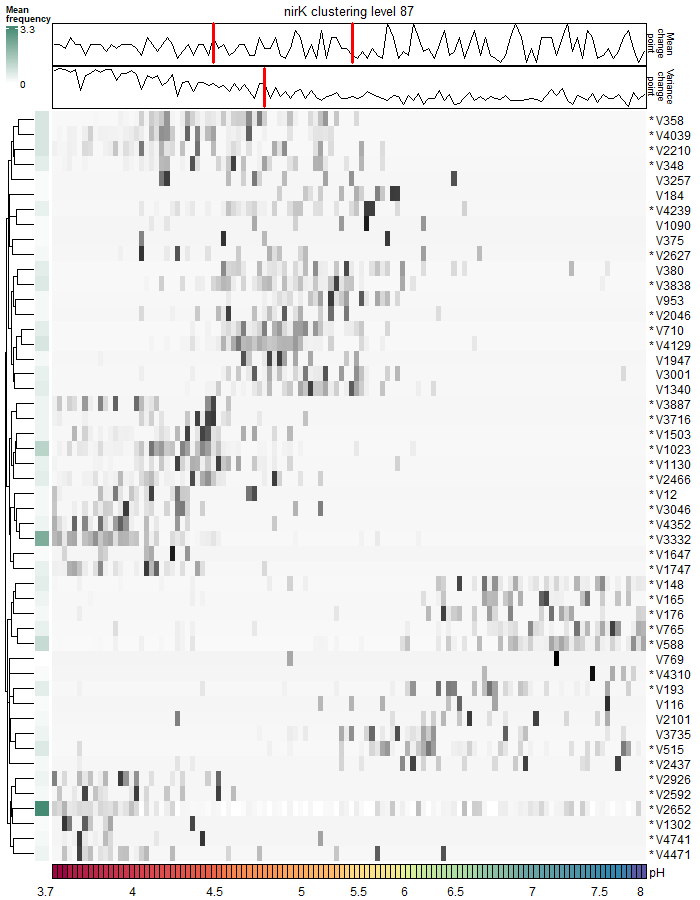 nirK clustering level 87
Mean
frequency
3.3
0
Mean
change
point
Variance
change
point
* V358
* V4039
* V2210
* V348
V3257
V184
* V4239
V1090
V375
* V2627
V380
* V3838
V953
* V2046
* V710
* V4129
V1947
V3001
V1340
* V3887
* V3716
* V1503
* V1023
* V1130
* V2466
* V12
* V3046
* V4352
* V3332
* V1647
* V1747
* V148
* V165
* V176
* V765
* V588
V769
* V4310
* V193
V116
V2101
V3735
* V515
* V2437
* V2926
* V2592
* V2652
* V1302
* V4741
* V4471
pH
3.7 4 4.5 5 5.5 6 6.5 7 7.5 8